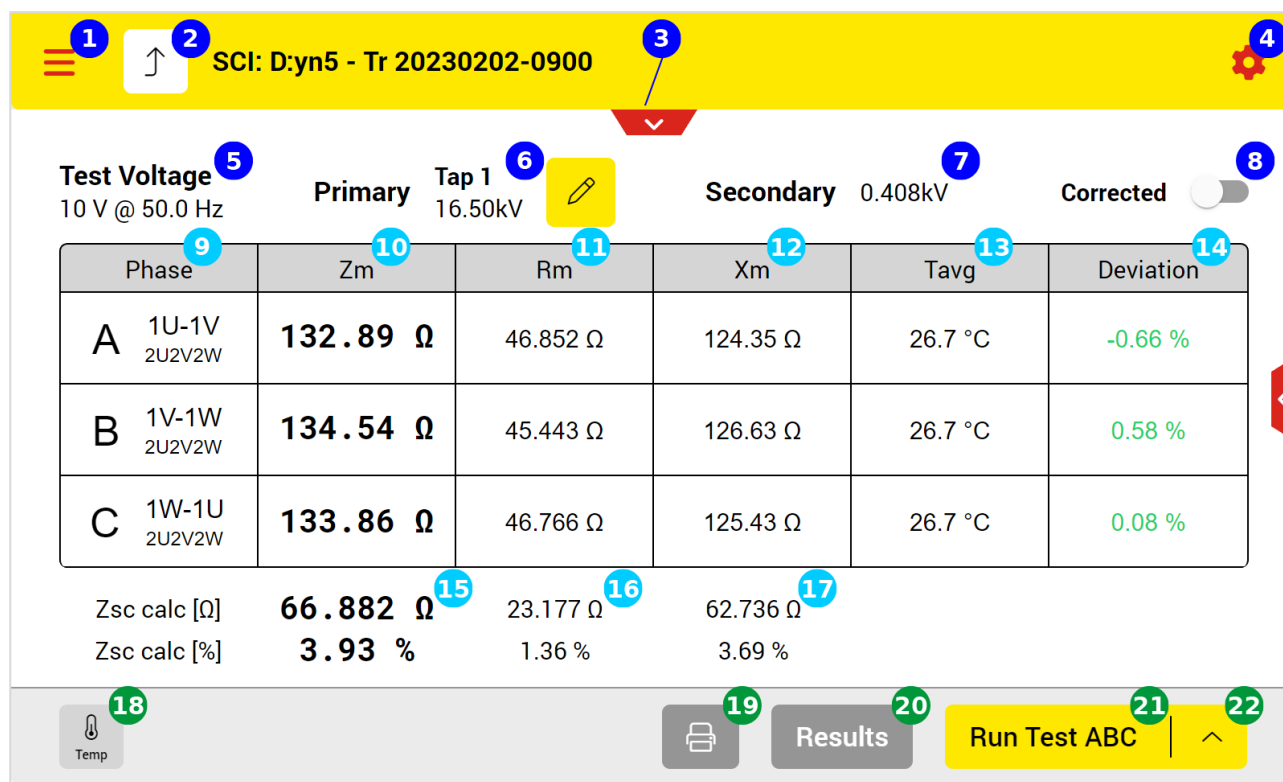 1 2 3 4
SCI: D:yn5 - Tr 20230202-0900
5 6 7 8
Test Voltage
10 V @ 50.0 Hz
Primary
Tap 1
16.50kV
Secondary 0.408kV
Corrected
9 10 11 12 13 14
Phase Zm Rm Xm Tavg Deviation
A 1U-1V 132.89 Ω 46.852 Ω 124.35 Ω 26.7 °C -0.66 %
2U2V2W
B 1V-1W 134.54 Ω 45.443 Ω 126.63 Ω 26.7 °C 0.58 %
2U2V2W
C 1W-1U 133.86 Ω 46.766 Ω 125.43 Ω 26.7 °C 0.08 %
2U2V2W
15 16 17
Zsc calc [Ω] 66.882 Ω 23.177 Ω 62.736 Ω
Zsc calc [%] 3.93 % 1.36 % 3.69 %
18 19 20 21 22
Temp
Results
Run Test ABC